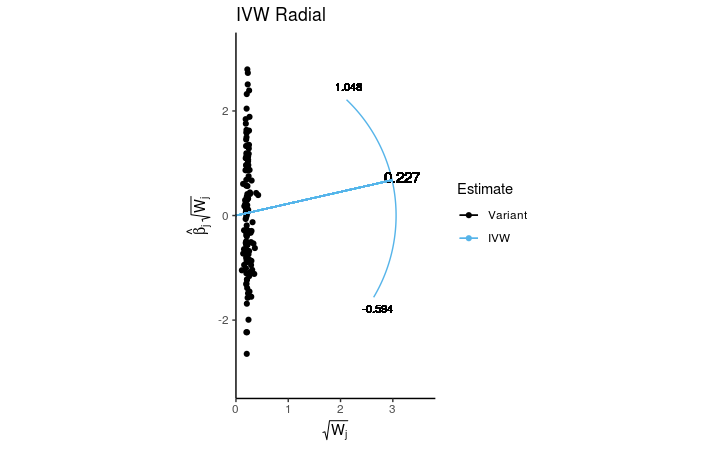 IVW Radial
1.048
2
0.227
Estimate
Variant
IVW
0
β̂j√Wj
-0.594
-2
0
1
2
3
√Wj